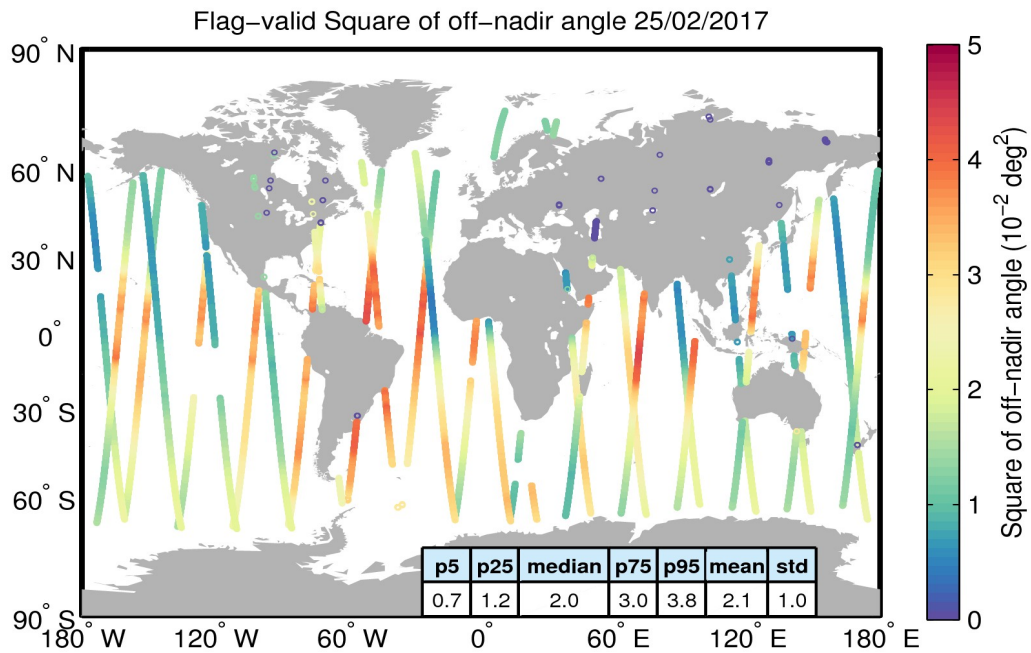 Flag−valid Square of off−nadir angle 25/02/2017
90° N
60° N
30° N
0°
30° S
60° S
90° S
180° W
120° W
60° W
0°
60° E
120° E
180° E
p5 p25 median p75 p95 mean std
0.7 1.2 2.0 3.0 3.8 2.1 1.0
5
4
3
2
1
0
Square of off−nadir angle (10⁻² deg²)